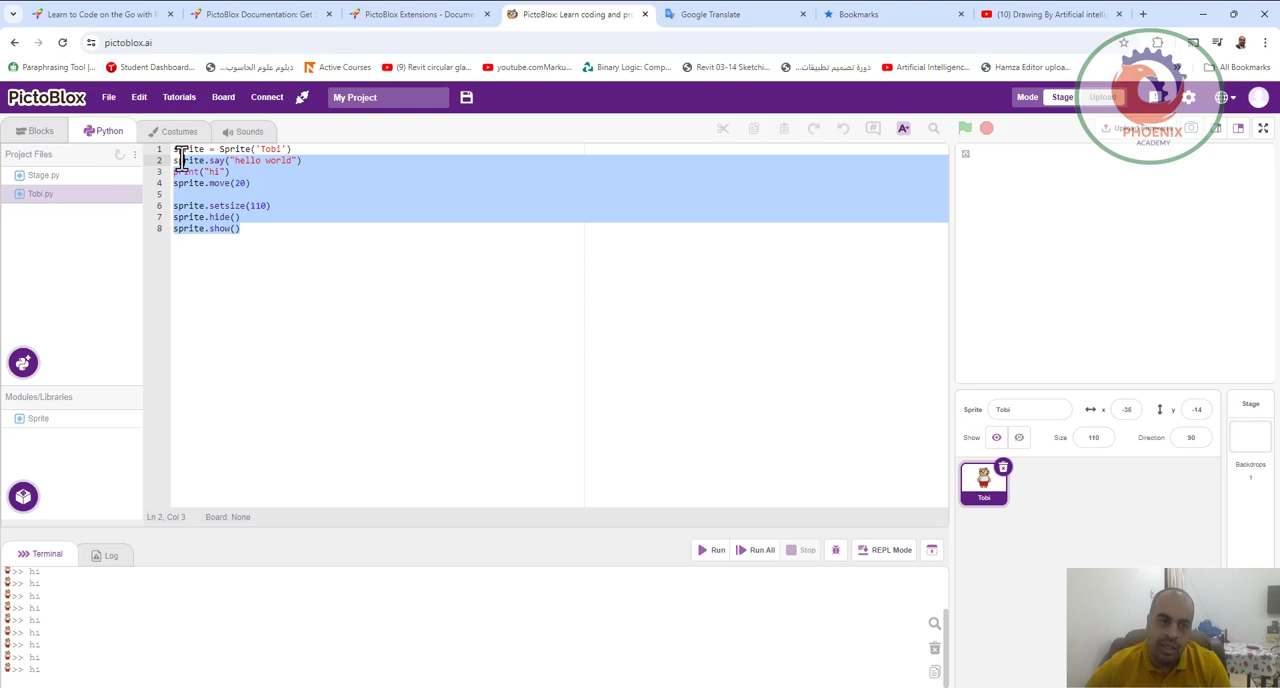 Learn to Code on the Go with P
PictoBlox Documentation: Get S
PictoBlox Extensions - Docume
PictoBlox: Learn coding and pro
Google Translate
Bookmarks
(10) Drawing By Artificial intelli
pictoblox.ai
Paraphrasing Tool |...
Student Dashboard...
دبلوم علوم الحاسوب...
Active Courses
(9) Revit
youtube.comMarku...
Binary Logic: Comp...
Revit 03-14 Sketchi...
دورة تصميم تطبيقات...
Artificial Intelligenc...
Hamza Editor uploa...
All Bookmarks
PictoBlox File Edit Tutorials Board Connect My Project Mode Stage Upload
PHOENIX
ACADEMY
Blocks Python Costumes Sounds
Project Files
Stage.py
Tobi.py
1 sprite = Sprite('Tobi')
2 sprite.say("hello world")
3 print("hi")
4 sprite.move(20)
5
6 sprite.setsize(110)
7 sprite.hide()
8 sprite.show()
Modules/Libraries
Sprite
Ln 2, Col 3 Board: None
Sprite Tobi x -36 y -14
Show Size 110 Direction 90
Tobi
Stage
Backdrops
1
Terminal Log Run Run All Stop REPL Mode
>> hi
>> hi
>> hi
>> hi
>> hi
>> hi
>> hi
>> hi
>> hi